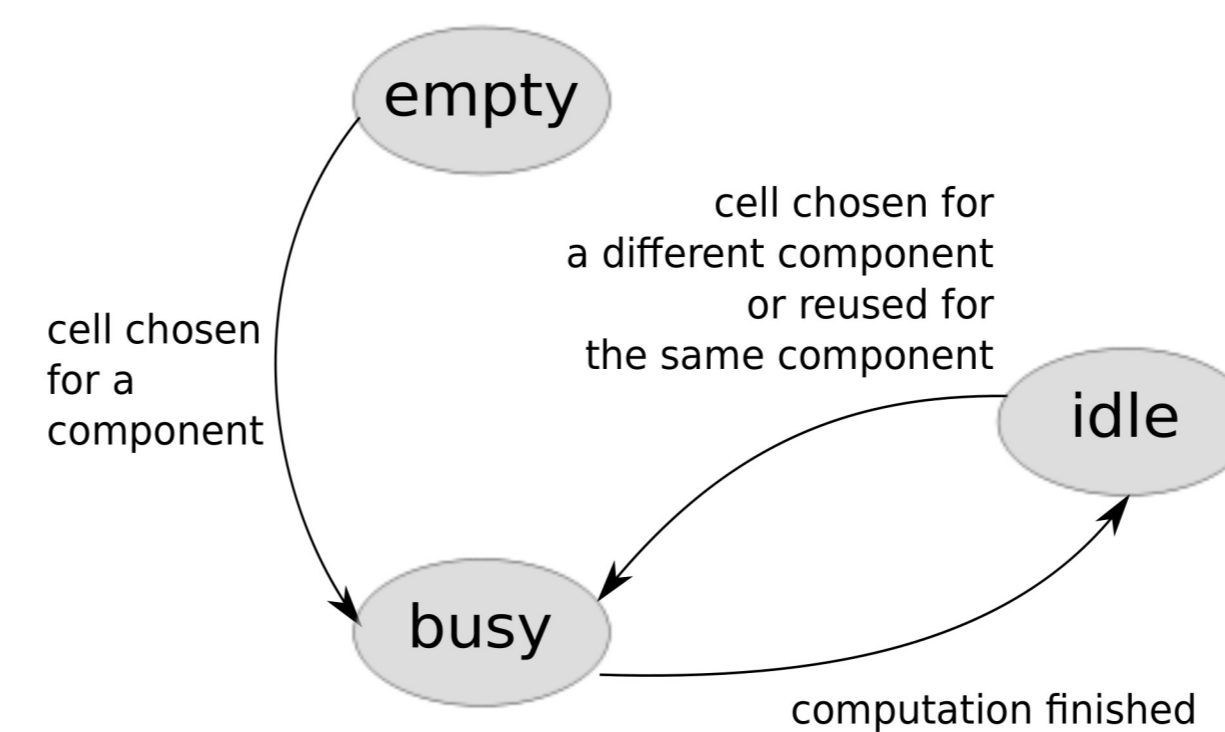 empty
cell chosen for
a different component
or reused for
the same component
cell chosen
for a
component
idle
busy
computation finished